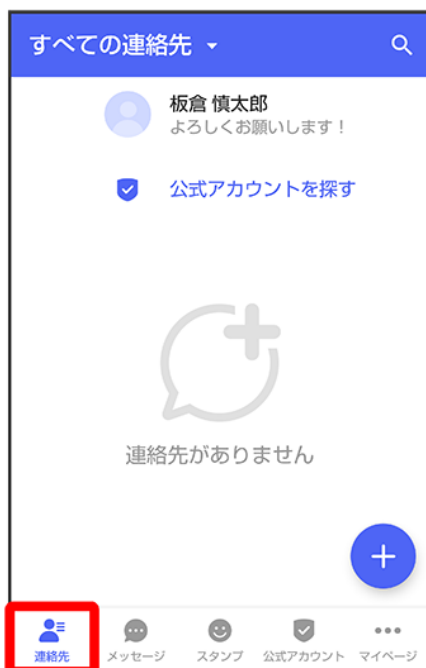 すべての連絡先
板倉 慎太郎
よろしくお願いします！
公式アカウントを探す
連絡先がありません
連絡先 メッセージ スタンプ 公式アカウント マイページ